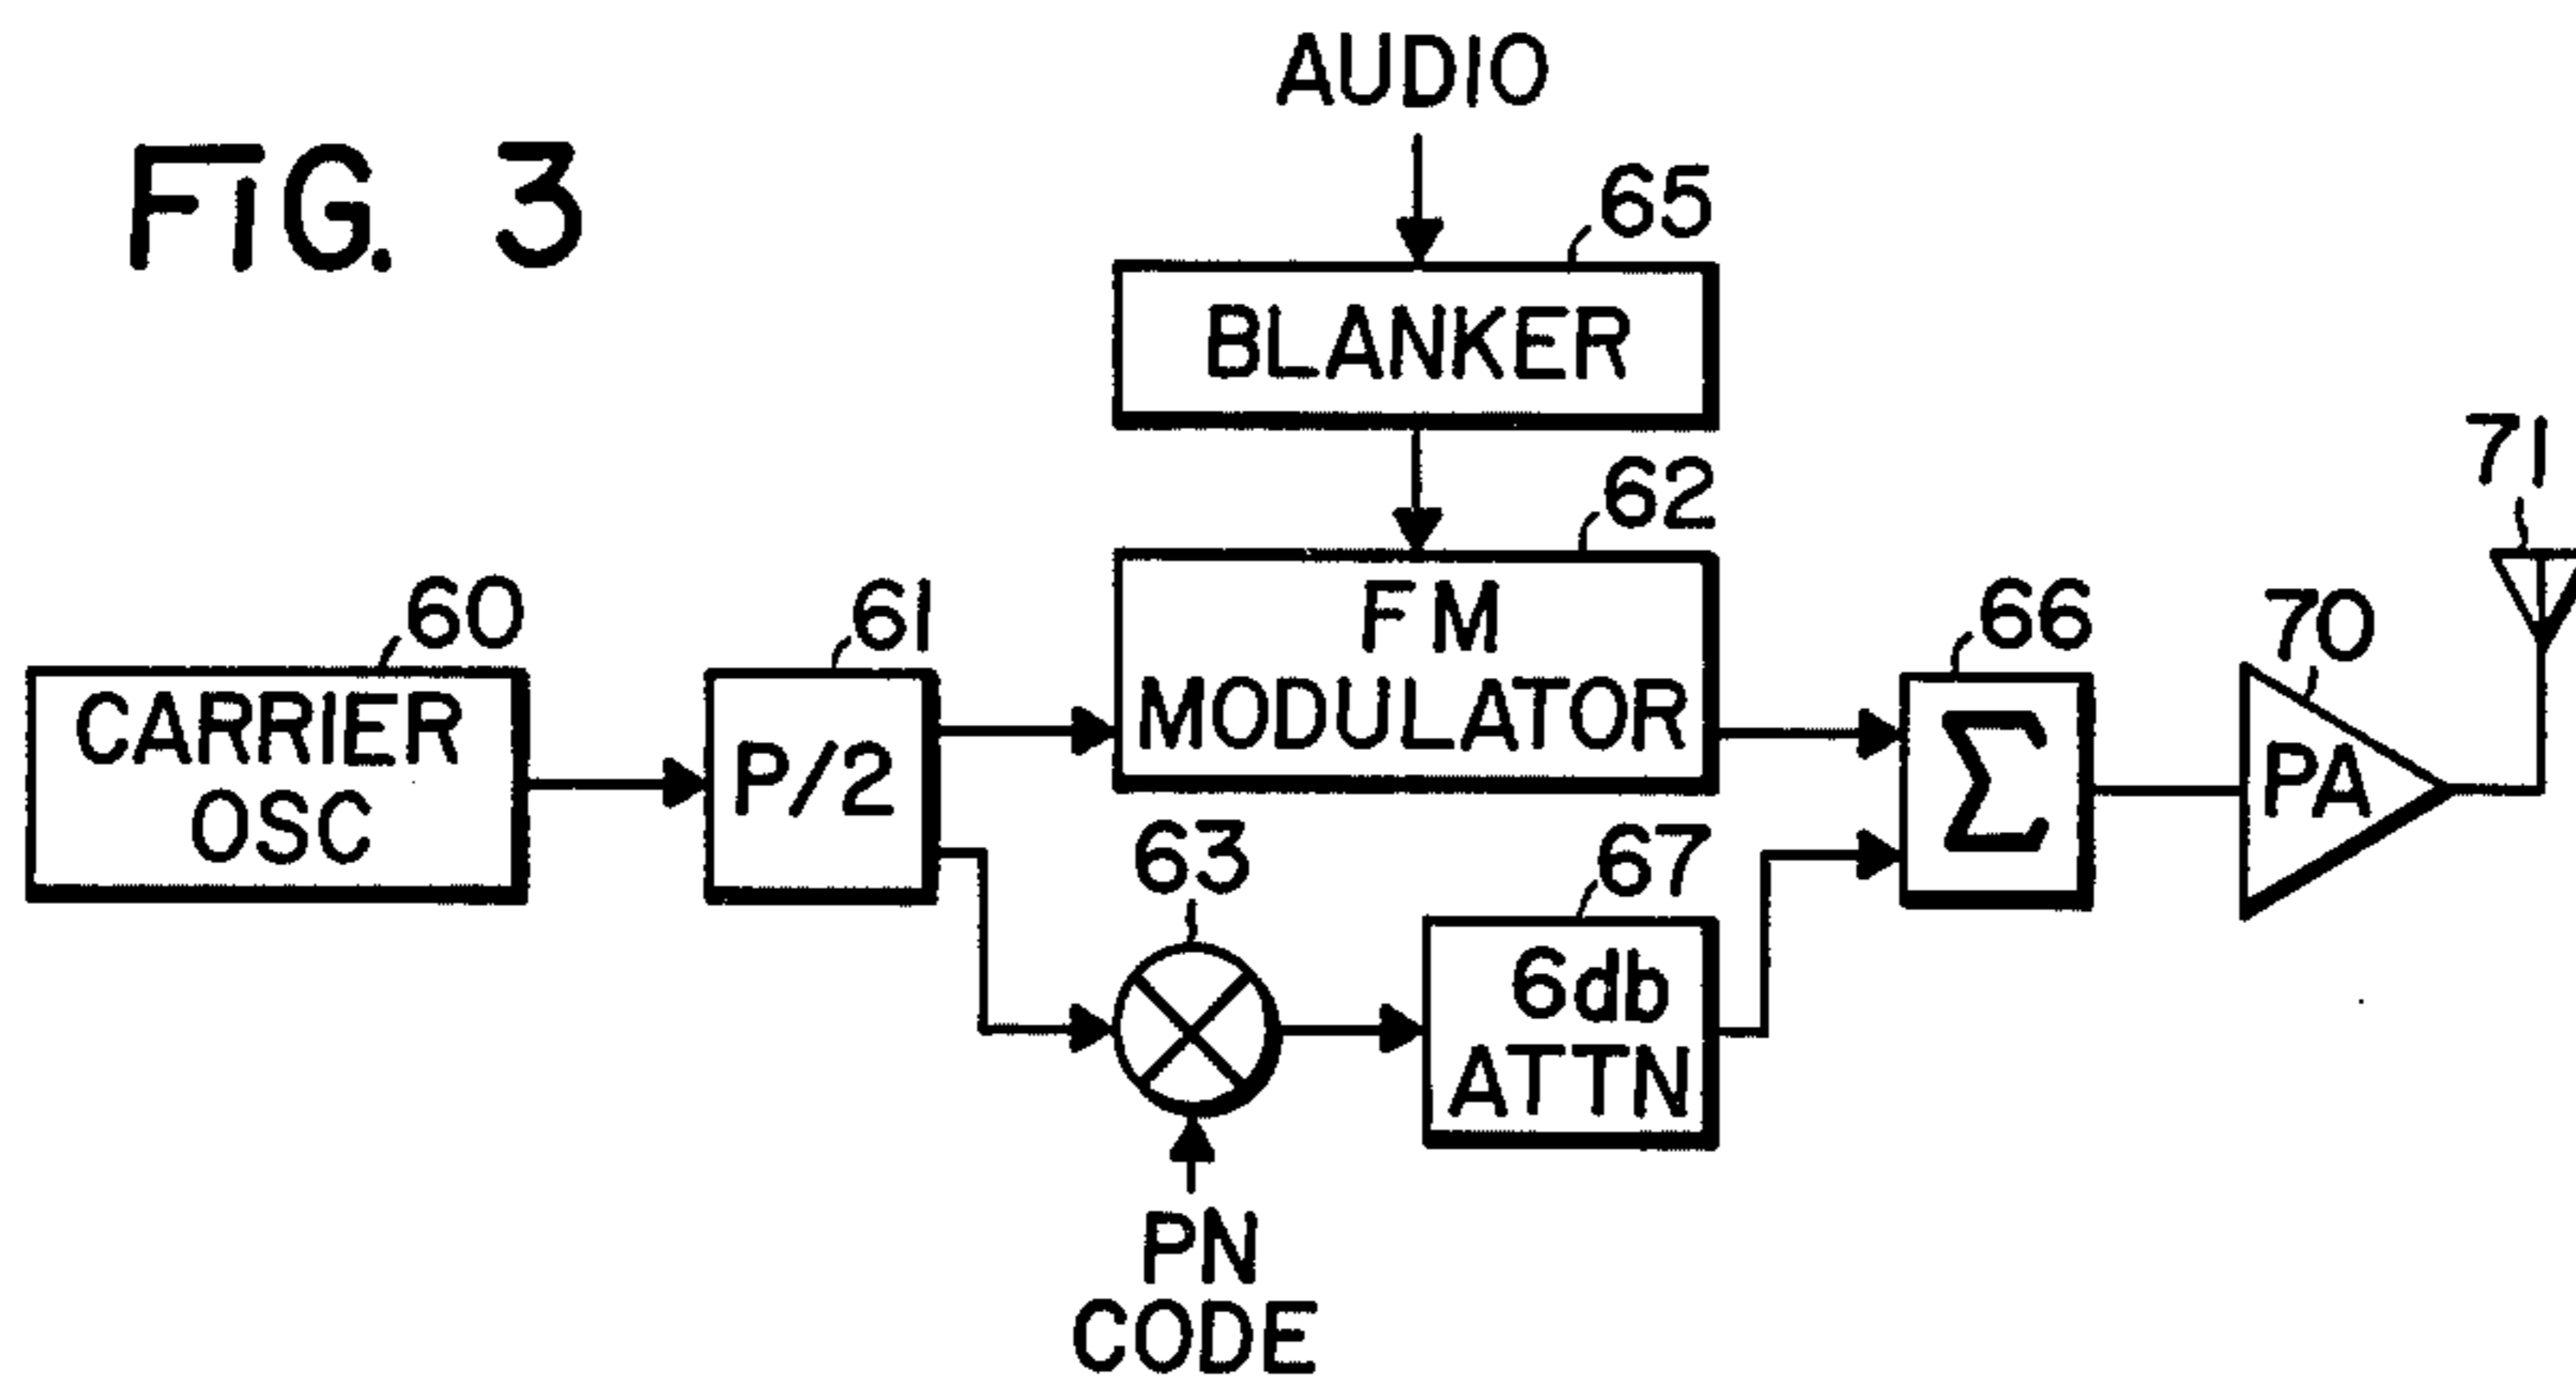 FIG. 3
AUDIO
65
BLANKER
62
FM
MODULATOR
60
CARRIER
OSC
61
P/2
63
PN
CODE
67
6db
ATTN
66
Σ
70
PA
71